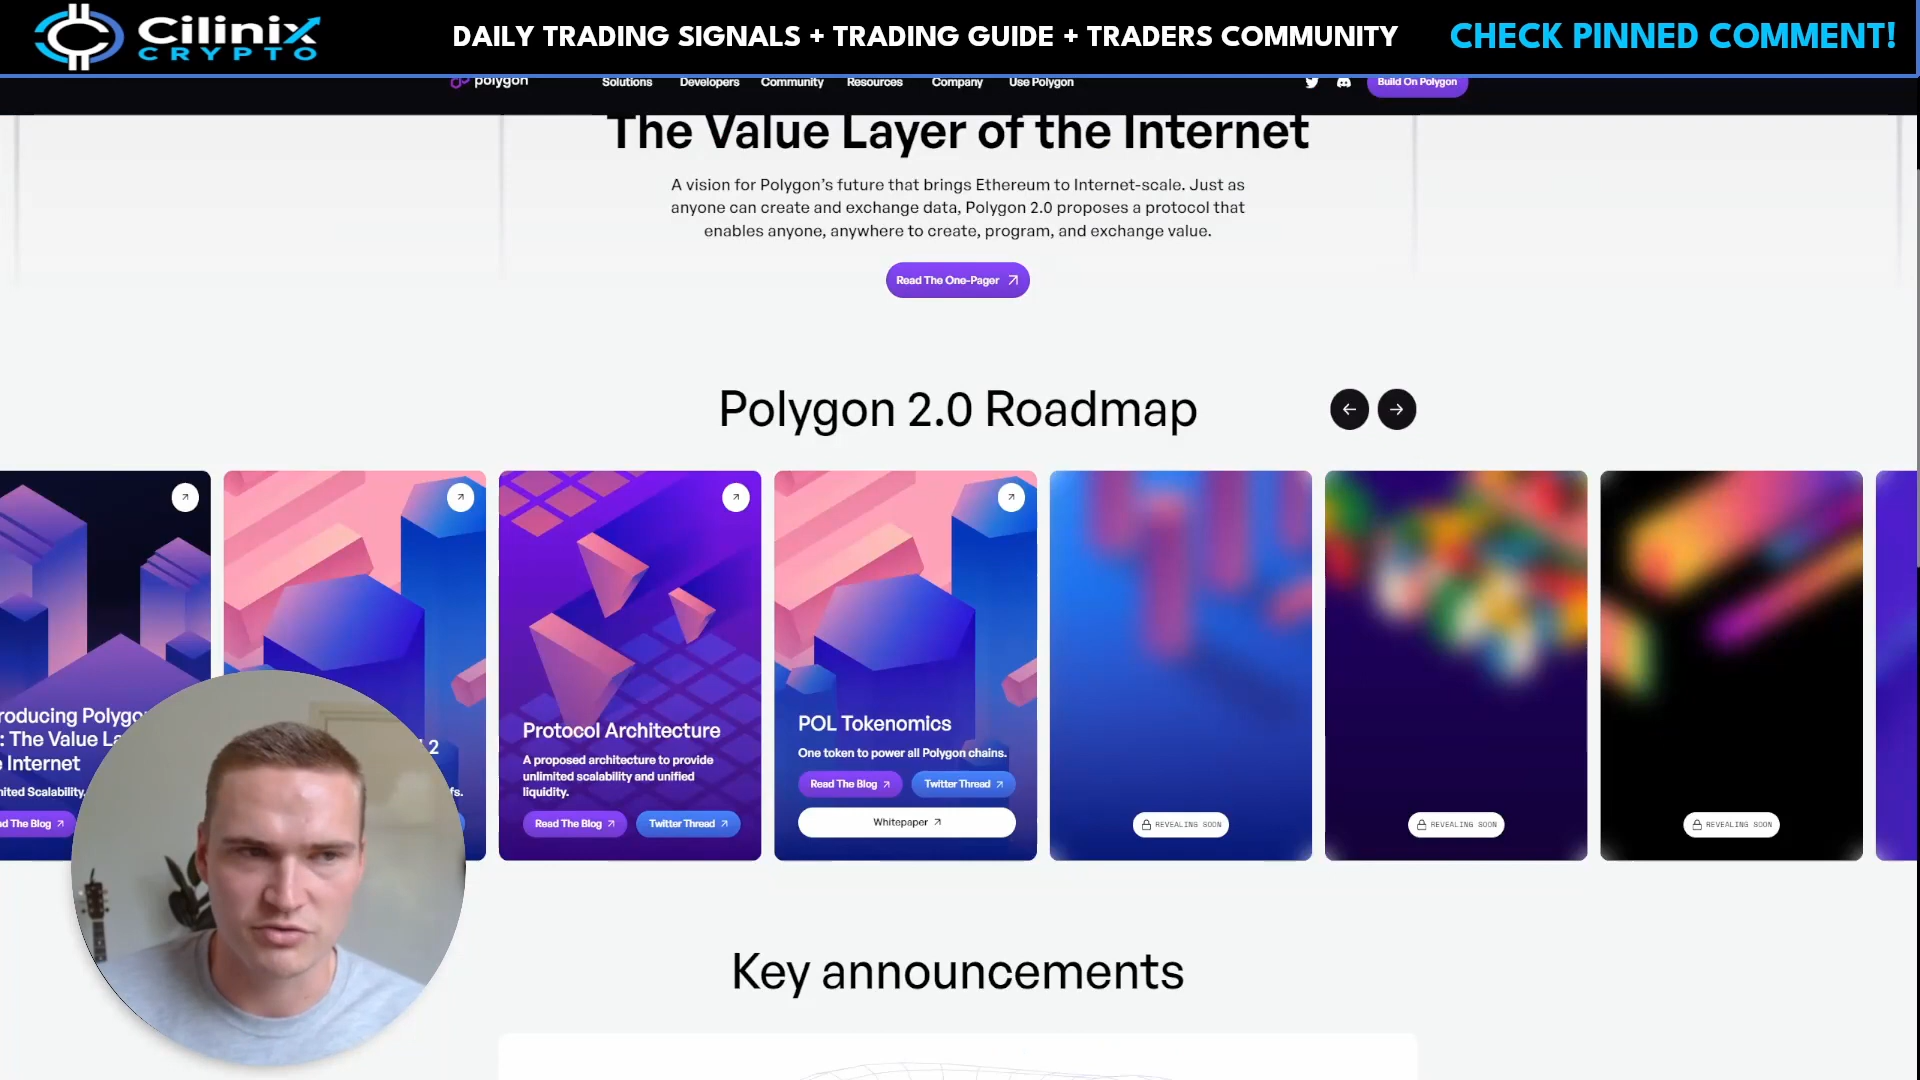 Cilinix
CRYPTO
DAILY TRADING SIGNALS + TRADING GUIDE + TRADERS COMMUNITY
CHECK PINNED COMMENT!
polygon
Solutions
Developers
Community
Resources
Company
Use Polygon
Build On Polygon
The Value Layer of the Internet
A vision for Polygon's future that brings Ethereum to Internet-scale. Just as
anyone can create and exchange data, Polygon 2.0 proposes a protocol that
enables anyone, anywhere to create, program, and exchange value.
Read The One-Pager
Polygon 2.0 Roadmap
: The Value
Internet
Scalability,
The Blog
2
Protocol Architecture
A proposed architecture to provide
unlimited scalability and unified
liquidity.
Read The Blog
Twitter Thread
POL Tokenomics
One token to power all Polygon chains.
Read The Blog
Twitter Thread
Whitepaper
REVEALING SOON
REVEALING SOON
REVEALING SOON
Key announcements